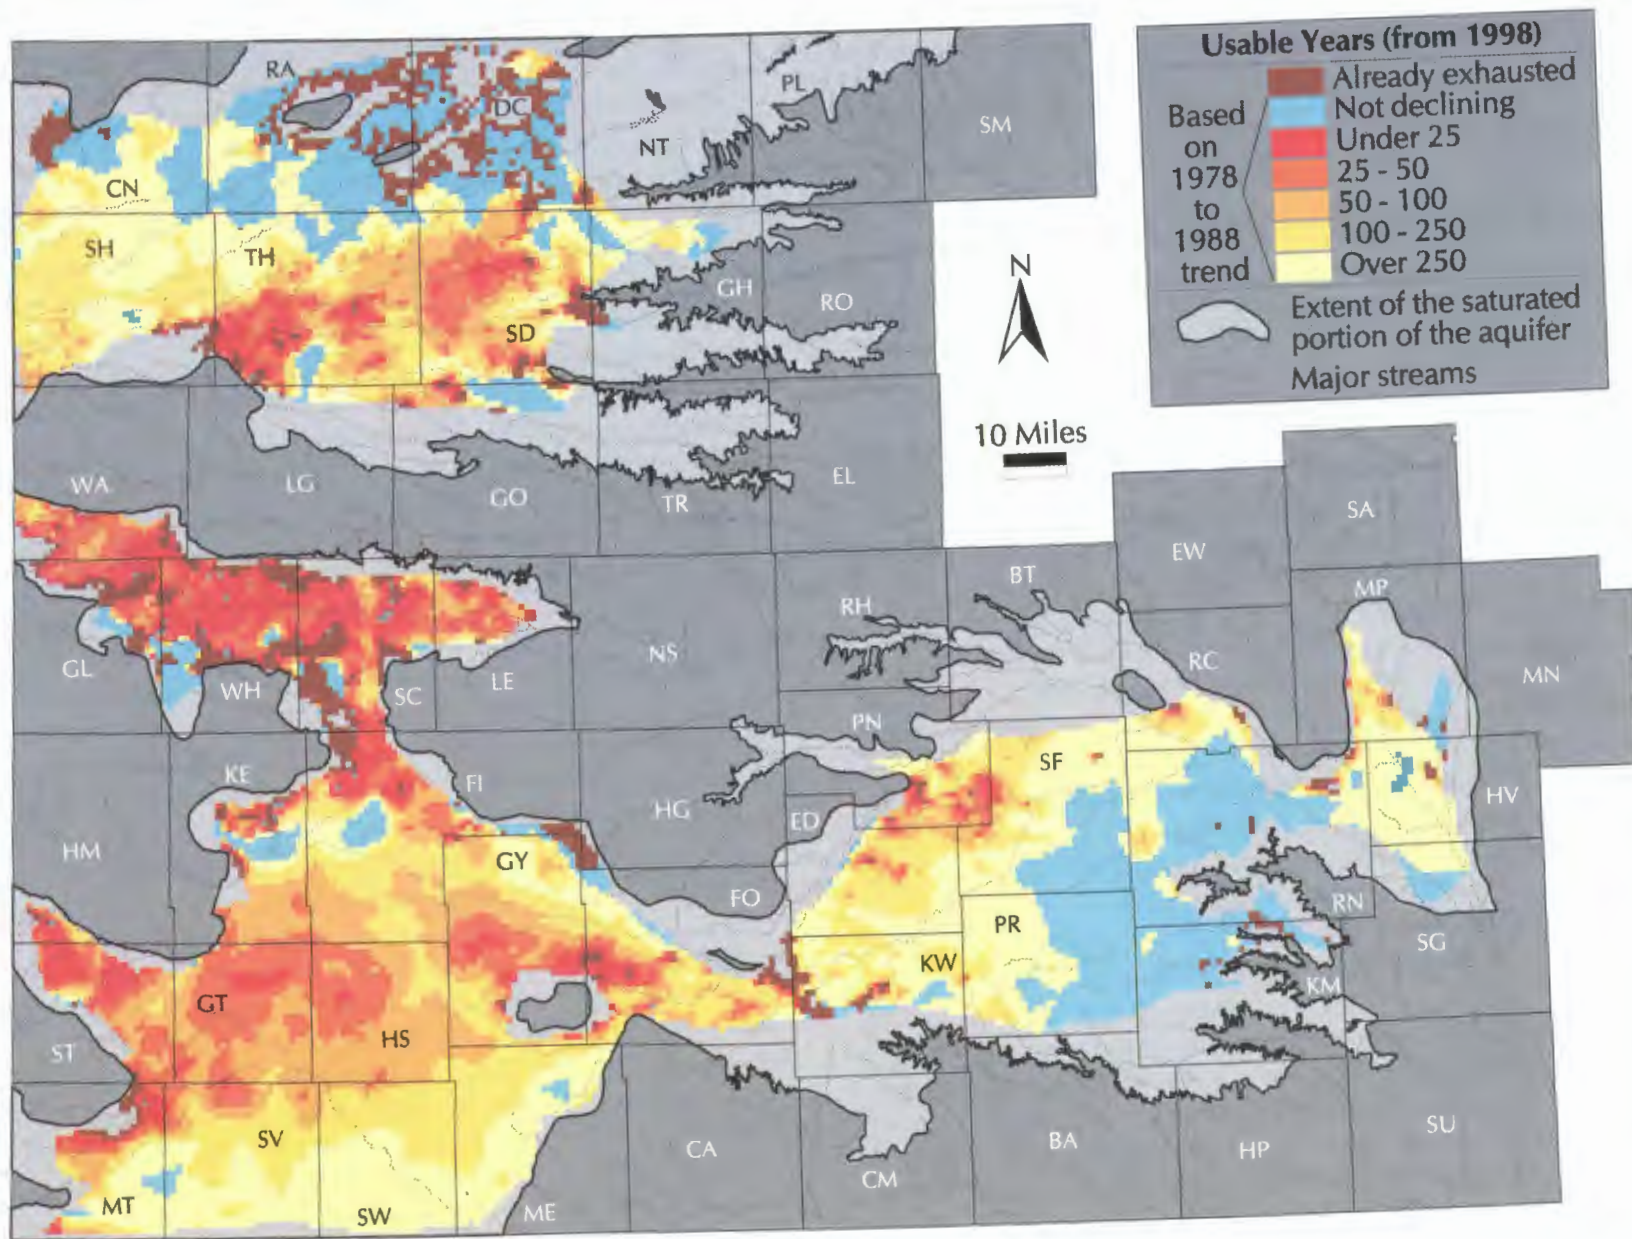 Usable Years (from 1998)
Already exhausted
Not declining
Under 25
25 - 50
50 - 100
100 - 250
Over 250
Based
on
1978
to
1988
trend
Extent of the saturated
portion of the aquifer
Major streams
N
10 Miles
RA
DC
PL
NT
SM
CN
SH
TH
GH
RO
SD
WA
LG
GO
TR
EL
SA
EW
BT
MP
RH
GL
WH
SC
LE
NS
RC
MN
PN
KE
FI
SF
HG
ED
HV
HM
GY
FO
RN
PR
SG
KW
KM
GT
HS
ST
SV
CA
BA
HP
SU
CM
MT
SW
ME